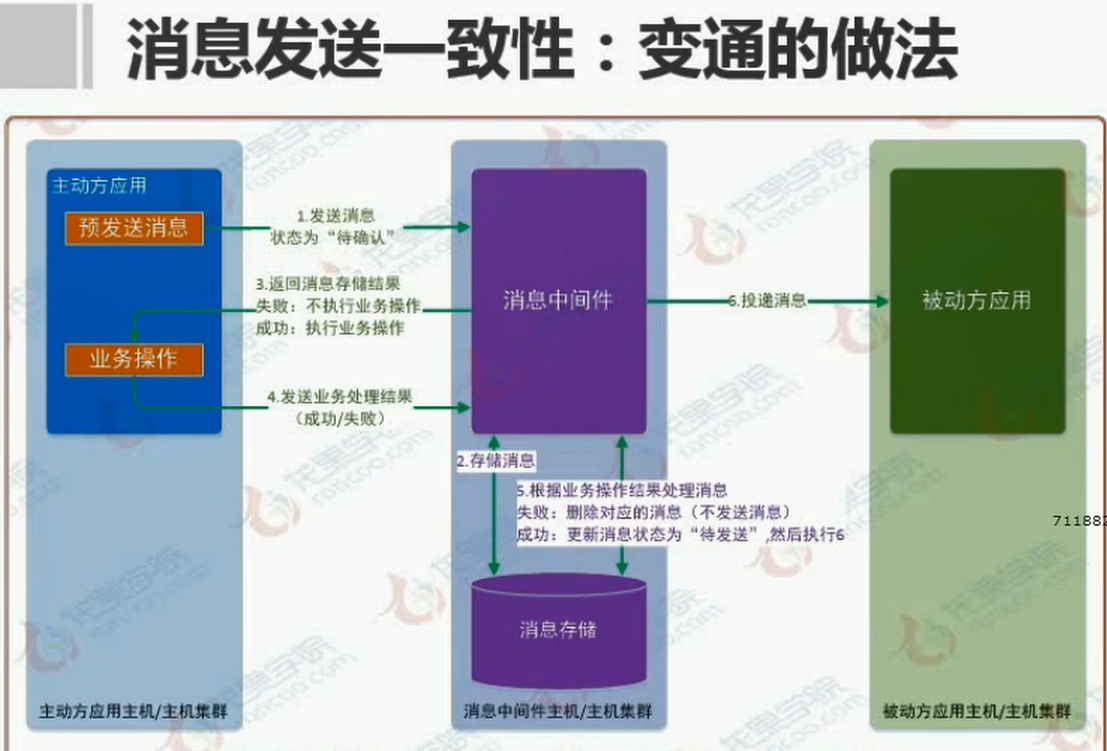 消息发送一致性：变通的做法
主动方应用
预发送消息
1.发送消息
状态为“待确认”
3.返回消息存储结果
失败：不执行业务操作
成功：执行业务操作
消息中间件
6.投递消息
被动方应用
业务操作
4.发送业务处理结果
（成功/失败）
2.存储消息
5.根据业务操作结果处理消息
失败：删除对应的消息（不发送消息）
成功：更新消息状态为“待发送”,然后执行6
711882
消息存储
主动方应用主机/主机集群
消息中间件主机/主机集群
被动方应用主机/主机集群
龙果学院
roncoo.com